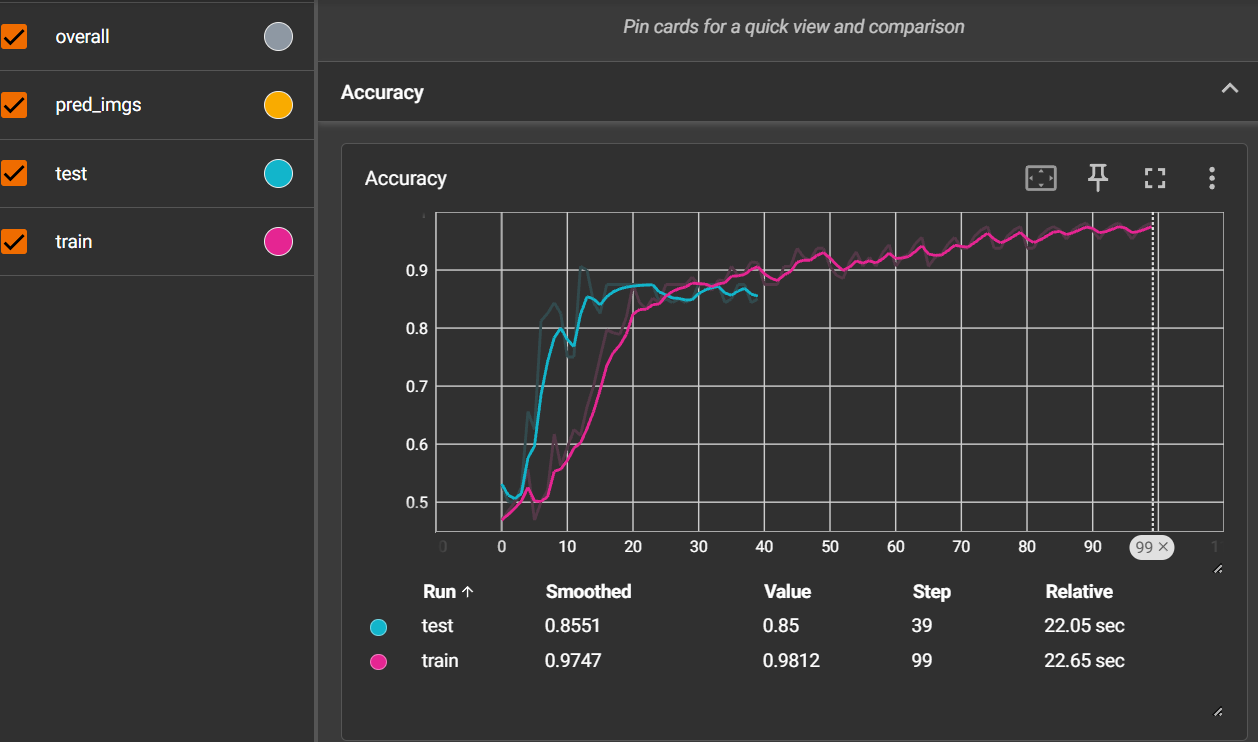 overall
pred_imgs
test
train
Pin cards for a quick view and comparison
Accuracy
Accuracy
0.9
0.8
0.7
0.6
0.5
0 0 10 20 30 40 50 60 70 80 90 99 × 1
Run ↑ Smoothed Value Step Relative
test 0.8551 0.85 39 22.05 sec
train 0.9747 0.9812 99 22.65 sec